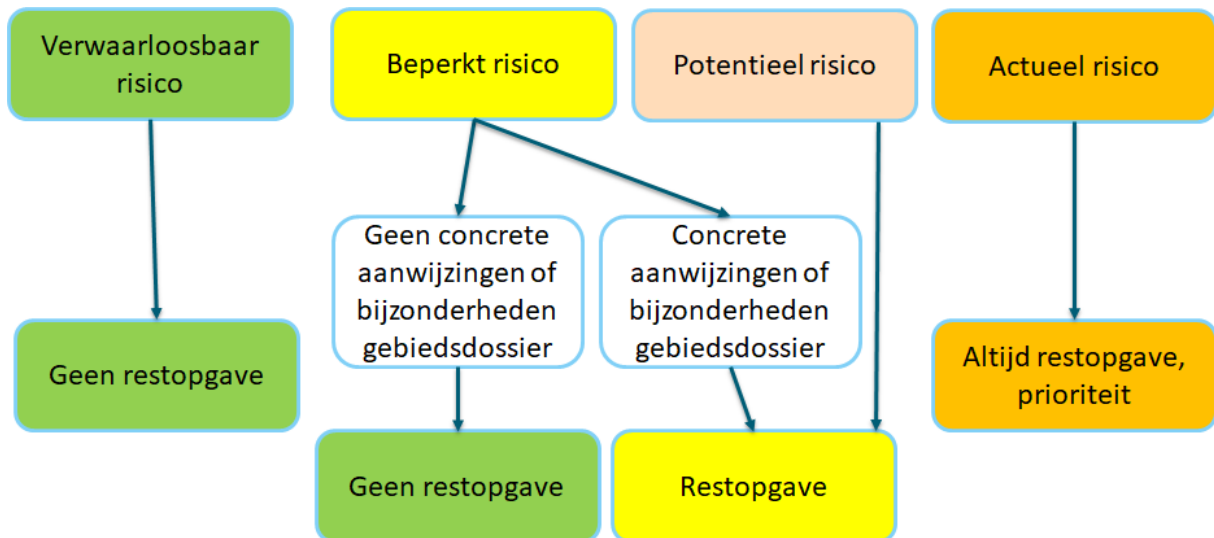 Verwaarloosbaar
risico
Beperkt risico
Potentieel risico
Actueel risico
Geen concrete
aanwijzingen of
bijzonderheden
gebiedsdossier
Concrete
aanwijzingen of
bijzonderheden
gebiedsdossier
Geen restopgave
Altijd restopgave,
prioriteit
Geen restopgave
Restopgave